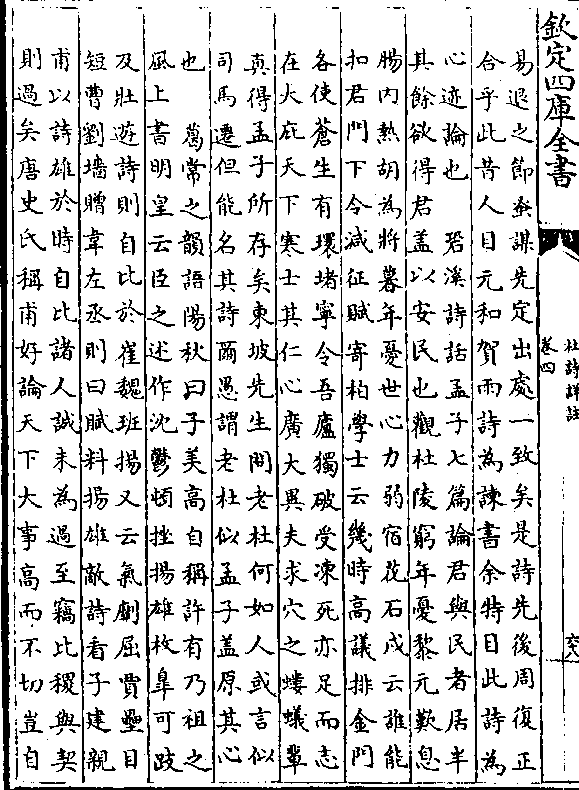 欽定四庫全書
杜詩詳註
卷四
易退之節蚤謀先定出處一致矣是詩先後周復正
合乎此昔人目元和賀雨詩為諫書余特目此詩為
心迹論也　䂬溪詩話孟子七篇論君與民者居半
其餘欲得君盖以安民也觀杜陵窮年憂黎元歎息
腸内熱胡為將暮年憂世心力弱宿花石戍云誰能
扣君門下令減征賦寄柏學士云幾時高議排金門
各使蒼生有環堵寧令吾廬獨破受凍死亦足而志
在大庇天下寒士其仁心廣大異夫求穴之螻蟻輩
真得孟子所存矣東坡先生問老杜何如人或言似
司馬遷但能名其詩爾愚謂老杜似孟子盖原其心
也　葛常之韻語陽秋曰子美高自稱許有乃祖之
風上書明皇云臣之述作沈鬱頓挫揚雄枚臯可跂
及壯遊詩則自比於崔魏班揚又云氣劘屈賈壘目
短曹劉墻贈韋左丞則曰賦料揚雄敵詩看子建親
甫以詩雄於時自比諸人誠未為過至竊比稷與契
則過矣唐史氏稱甫好論天下大事高而不切豈自